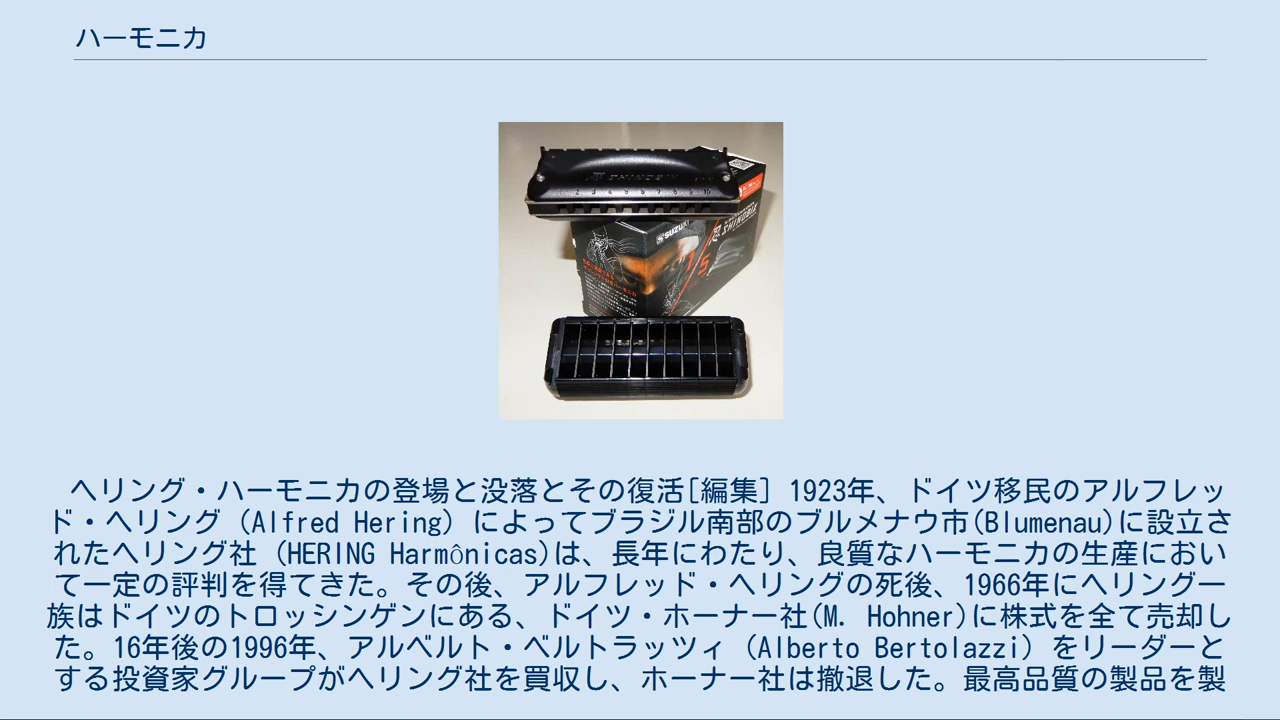 ハーモニカ
SHINOBIX
2 3 4 5 6 7 8 9 10
SUZUKI
SHINOBIX
ヘリング・ハーモニカの登場と没落とその復活[編集] 1923年、ドイツ移民のアルフレッ
ド・ヘリング (Alfred Hering) によってブラジル南部のブルメナウ市(Blumenau)に設立さ
れたヘリング社 (HERING Harmônicas)は、長年にわたり、良質なハーモニカの生産におい
て一定の評判を得てきた。その後、アルフレッド・ヘリングの死後、1966年にヘリング一
族はドイツのトロッシンゲンにある、ドイツ・ホーナー社(M. Hohner)に株式を全て売却し
た。16年後の1996年、アルベルト・ベルトラッツィ (Alberto Bertolazzi) をリーダーと
する投資家グループがヘリング社を買収し、ホーナー社は撤退した。最高品質の製品を製